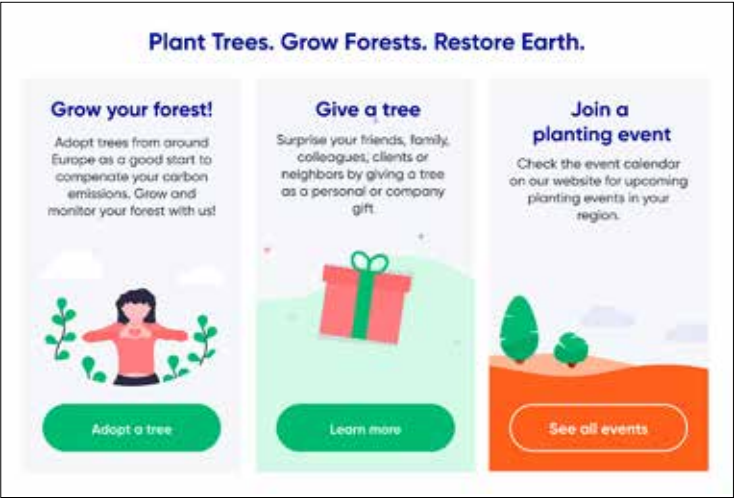 Plant Trees. Grow Forests. Restore Earth.
Grow your forest!
Adopt trees from around
Europe as a good start to
compenate your carbon
emissions. Grow and
monitor your forest with us!
Adopt a tree
Give a tree
Surprise your friends, family,
colleagues, clients or
neighbors by giving a tree
as a personal or company
gift
Learn more
Join a
planting event
Check the event calendar
on our website for upcoming
planting events in your
region.
See all events